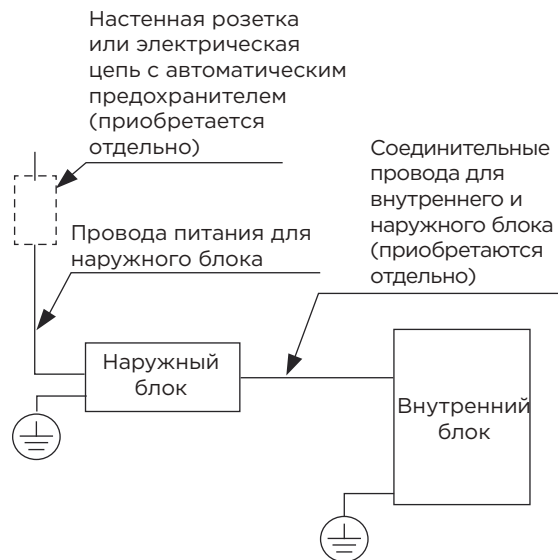 Настенная розетка
или электрическая
цепь с автоматическим
предохранителем
(приобретается
отдельно)
Соединительные
провода для
внутреннего и
наружного блока
(приобретаются
отдельно)
Провода питания для
наружного блока
Наружный
блок
Внутренний
блок